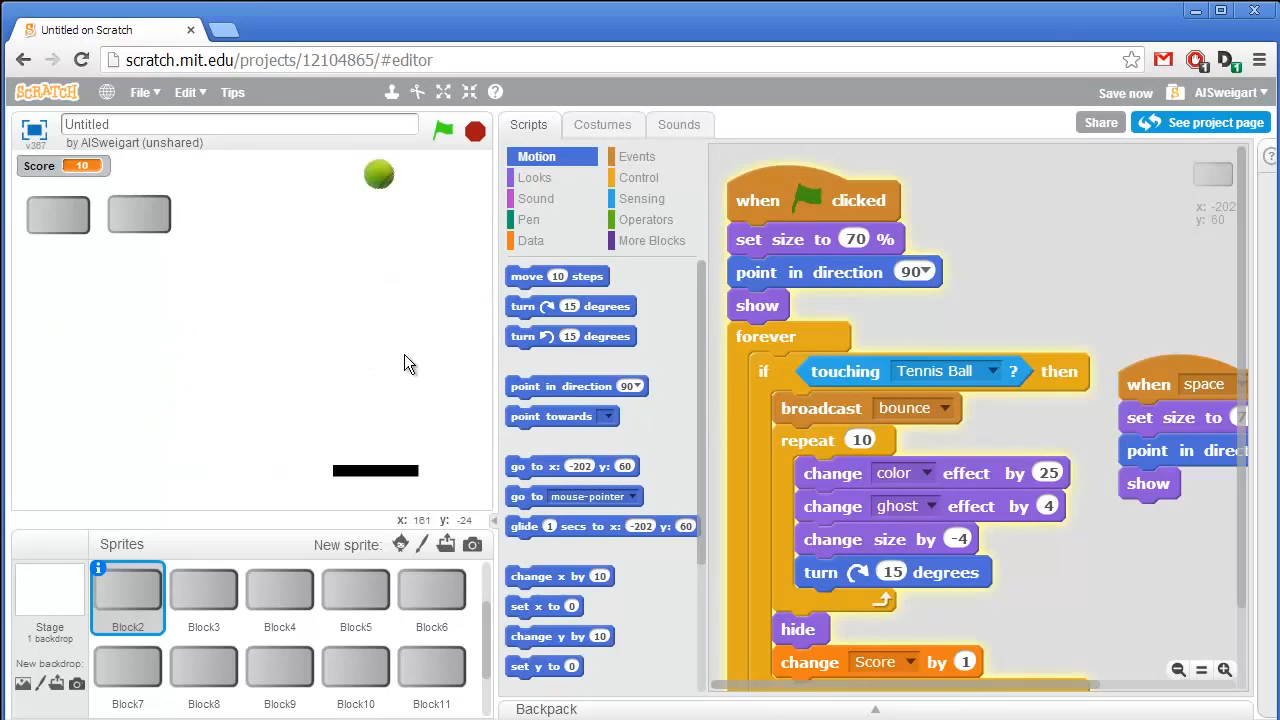 Untitled on Scratch
scratch.mit.edu/projects/12104865/#editor
1
1
SCRATCH
File
Edit
Tips
Save now
AlSweigart
Untitled
by AlSweigart (unshared)
v387
Scripts
Costumes
Sounds
Share
See project page
Score 10
Motion
Looks
Sound
Pen
Data
Events
Control
Sensing
Operators
More Blocks
move 10 steps
turn 15 degrees
turn 15 degrees
point in direction 90
point towards
go to x: -202 y: 60
go to mouse-pointer
glide 1 secs to x: -202 y: 60
change x by 10
set x to 0
change y by 10
set y to 0
when clicked
set size to 70 %
point in direction 90
show
forever
if touching Tennis Ball ? then
broadcast bounce
repeat 10
change color effect by 25
change ghost effect by 4
change size by -4
turn 15 degrees
hide
change Score by 1
x: -202
y: 60
when space
set size to 7
point in direc
show
x: 161 y: -24
Sprites
New sprite:
Stage
1 backdrop
New backdrop:
Block2
Block3
Block4
Block5
Block6
Block7
Block8
Block9
Block10
Block11
Backpack